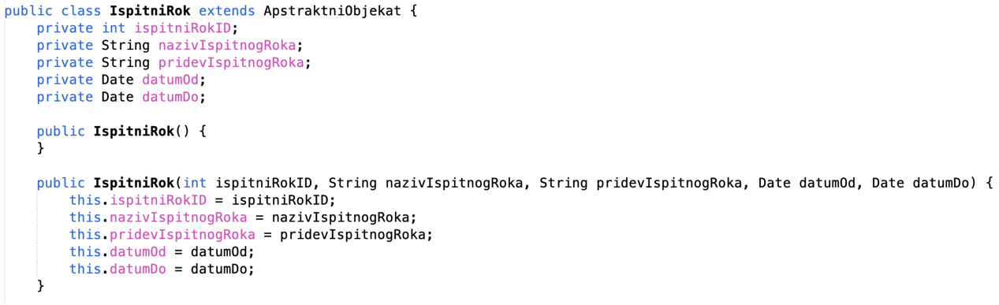 public class IspitniRok extends ApstraktniObjekat {
private int ispitniRokID;
private String nazivIspitnogRoka;
private String pridevIspitnogRoka;
private Date datumOd;
private Date datumDo;
public IspitniRok() {
}
public IspitniRok(int ispitniRokID, String nazivIspitnogRoka, String pridevIspitnogRoka, Date datumOd, Date datumDo) {
this.ispitniRokID = ispitniRokID;
this.nazivIspitnogRoka = nazivIspitnogRoka;
this.pridevIspitnogRoka = pridevIspitnogRoka;
this.datumOd = datumOd;
this.datumDo = datumDo;
}